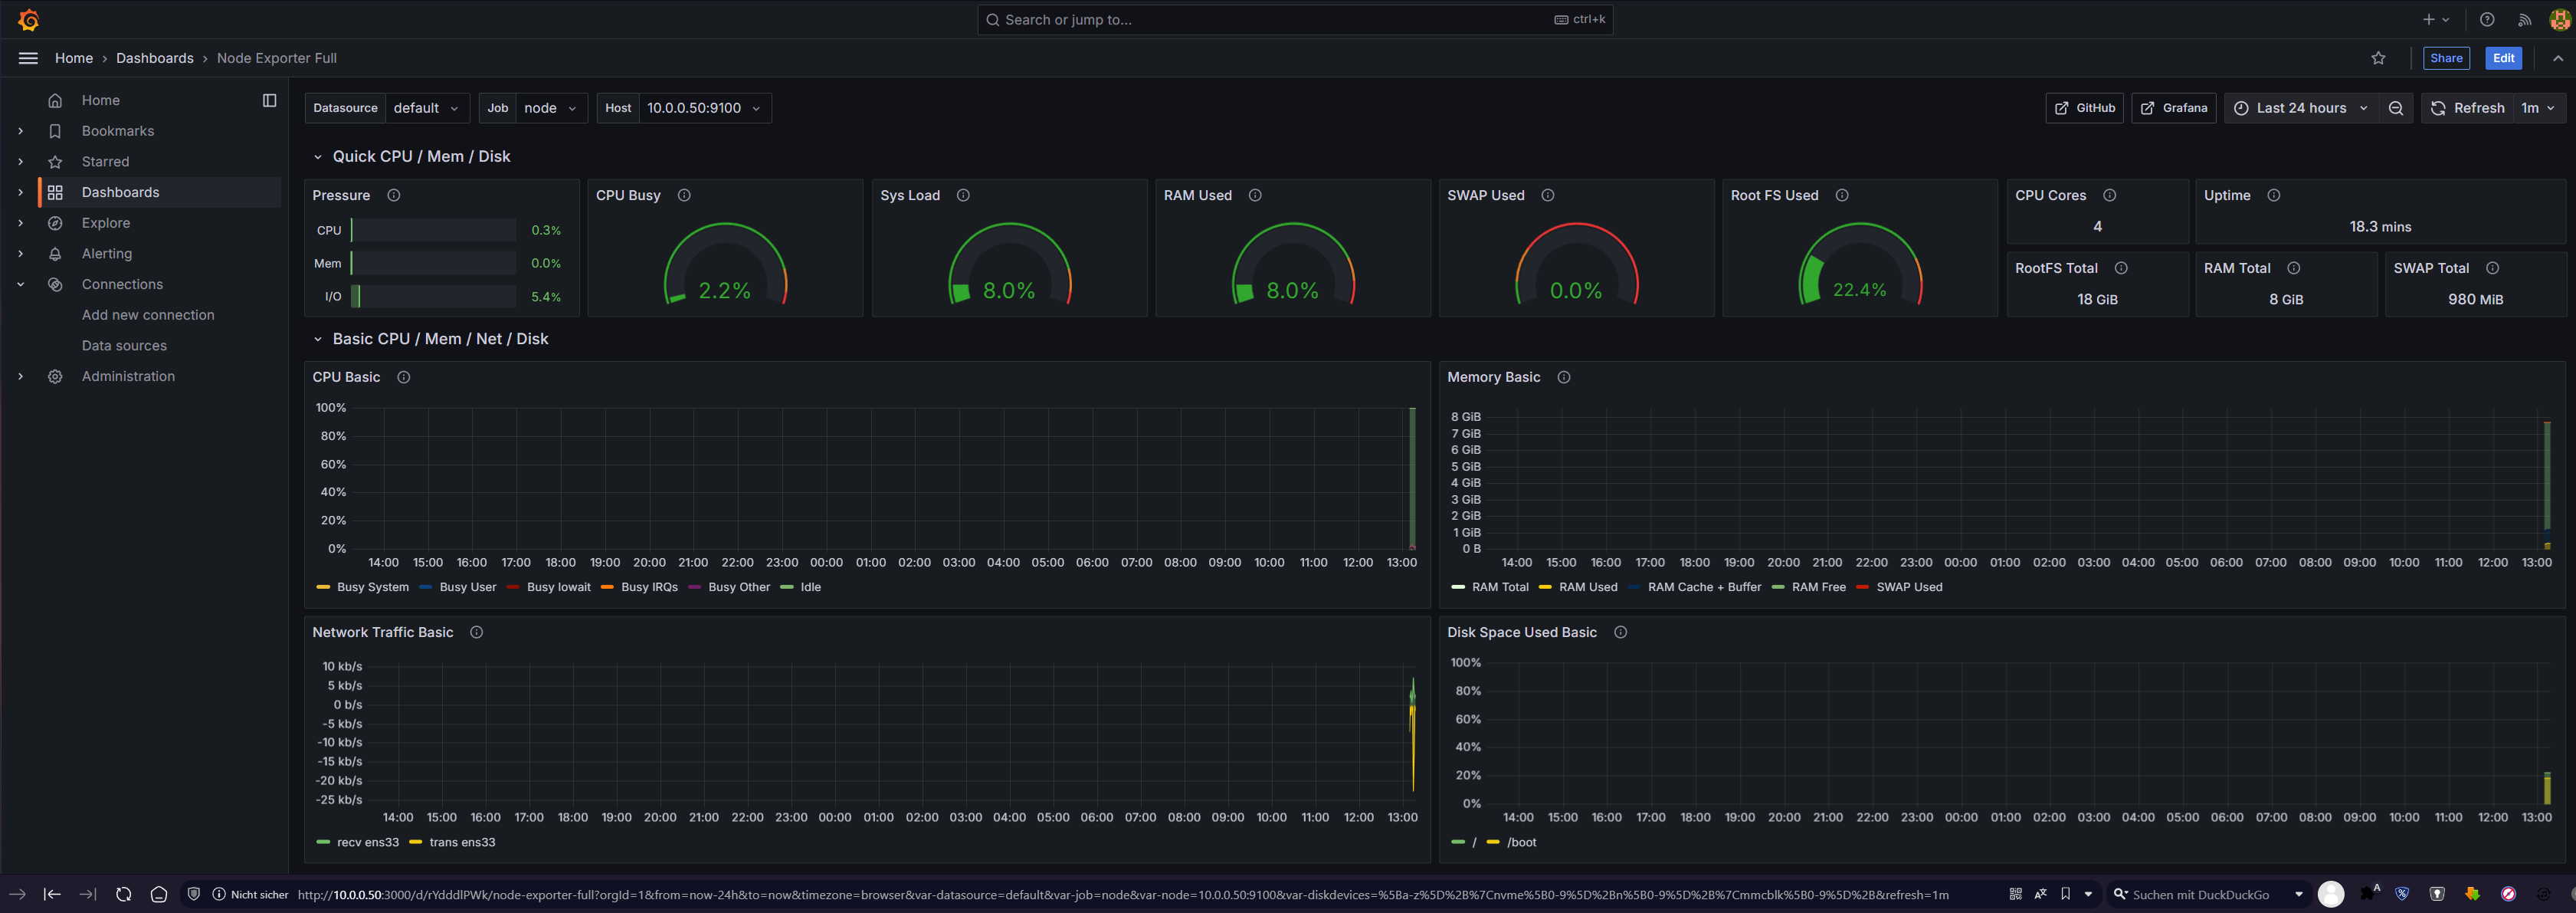 Search or jump to... ctrl+k
Home › Dashboards › Node Exporter Full
Share Edit
Home
Bookmarks
Starred
Dashboards
Explore
Alerting
Connections
Add new connection
Data sources
Administration
Datasource default Job node Host 10.0.0.50:9100
GitHub Grafana Last 24 hours Refresh 1m
Quick CPU / Mem / Disk
Pressure
CPU 0.3%
Mem 0.0%
I/O 5.4%
CPU Busy
2.2%
Sys Load
8.0%
RAM Used
8.0%
SWAP Used
0.0%
Root FS Used
22.4%
CPU Cores
4
Uptime
18.3 mins
RootFS Total
18 GiB
RAM Total
8 GiB
SWAP Total
980 MiB
Basic CPU / Mem / Net / Disk
CPU Basic
100%
80%
60%
40%
20%
0%
14:00 15:00 16:00 17:00 18:00 19:00 20:00 21:00 22:00 23:00 00:00 01:00 02:00 03:00 04:00 05:00 06:00 07:00 08:00 09:00 10:00 11:00 12:00 13:00
Busy System Busy User Busy Iowait Busy IRQs Busy Other Idle
Memory Basic
8 GiB
7 GiB
6 GiB
5 GiB
4 GiB
3 GiB
2 GiB
1 GiB
0 B
14:00 15:00 16:00 17:00 18:00 19:00 20:00 21:00 22:00 23:00 00:00 01:00 02:00 03:00 04:00 05:00 06:00 07:00 08:00 09:00 10:00 11:00 12:00 13:00
RAM Total RAM Used RAM Cache + Buffer RAM Free SWAP Used
Network Traffic Basic
10 kb/s
5 kb/s
0 b/s
-5 kb/s
-10 kb/s
-15 kb/s
-20 kb/s
-25 kb/s
14:00 15:00 16:00 17:00 18:00 19:00 20:00 21:00 22:00 23:00 00:00 01:00 02:00 03:00 04:00 05:00 06:00 07:00 08:00 09:00 10:00 11:00 12:00 13:00
recv ens33 trans ens33
Disk Space Used Basic
100%
80%
60%
40%
20%
0%
14:00 15:00 16:00 17:00 18:00 19:00 20:00 21:00 22:00 23:00 00:00 01:00 02:00 03:00 04:00 05:00 06:00 07:00 08:00 09:00 10:00 11:00 12:00 13:00
/ /boot
Nicht sicher http://10.0.0.50:3000/d/rYdddlPWk/node-exporter-full?orgId=1&from=now-24h&to=now&timezone=browser&var-datasource=default&var-job=node&var-node=10.0.0.50:9100&var-diskdevices=%5Ba-z%5D%2B%7Cnvme%5B0-9%5D%2Bn%5B0-9%5D%2B%7Cmmcblk%5B0-9%5D%2B&refresh=1m Suchen mit DuckDuckGo